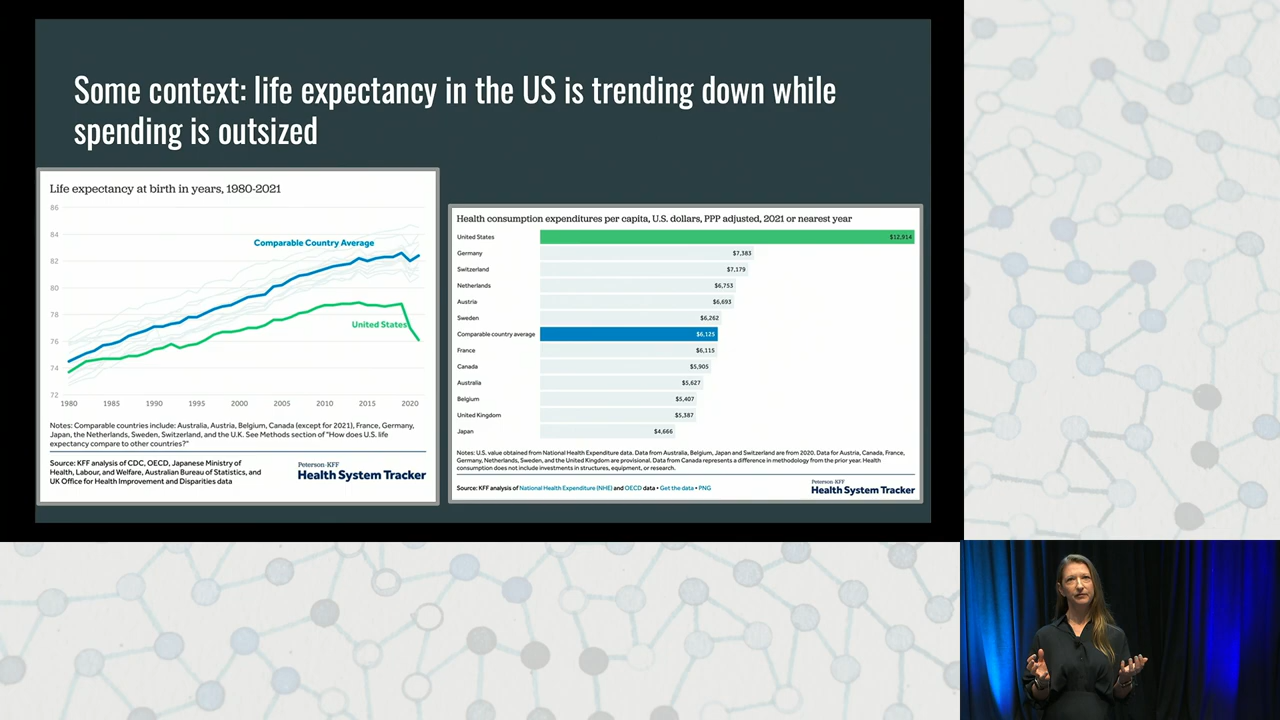 Some context: life expectancy in the US is trending down while
spending is outsized
Life expectancy at birth in years, 1980-2021
86
84
82
80
78
76
74
72
Comparable Country Average
United States
1980 1985 1990 1995 2000 2005 2010 2015 2020
Notes: Comparable countries include: Australia, Austria, Belgium, Canada (except for 2021), France, Germany,
Japan, the Netherlands, Sweden, Switzerland, and the U.K. See Methods section of "How does U.S. life
expectancy compare to other countries?"
Source: KFF analysis of CDC, OECD, Japanese Ministry of
Health, Labour, and Welfare, Australian Bureau of Statistics, and
UK Office for Health Improvement and Disparities data
Peterson-KFF
Health System Tracker
Health consumption expenditures per capita, U.S. dollars, PPP adjusted, 2021 or nearest year
United States $12,914
Germany $7,383
Switzerland $7,179
Netherlands $6,753
Austria $6,693
Sweden $6,262
Comparable country average $6,125
France $6,115
Canada $5,905
Australia $5,627
Belgium $5,407
United Kingdom $5,387
Japan $4,666
Notes: U.S. value obtained from National Health Expenditure data. Data from Australia, Belgium, Japan and Switzerland are from 2020. Data for Austria, Canada, France,
Germany, Netherlands, Sweden, and the United Kingdom are provisional. Data from Canada represents a difference in methodology from the prior year. Health
consumption does not include investments in structures, equipment, or research.
Source: KFF analysis of National Health Expenditure (NHE) and OECD data • Get the data • PNG
Peterson-KFF
Health System Tracker